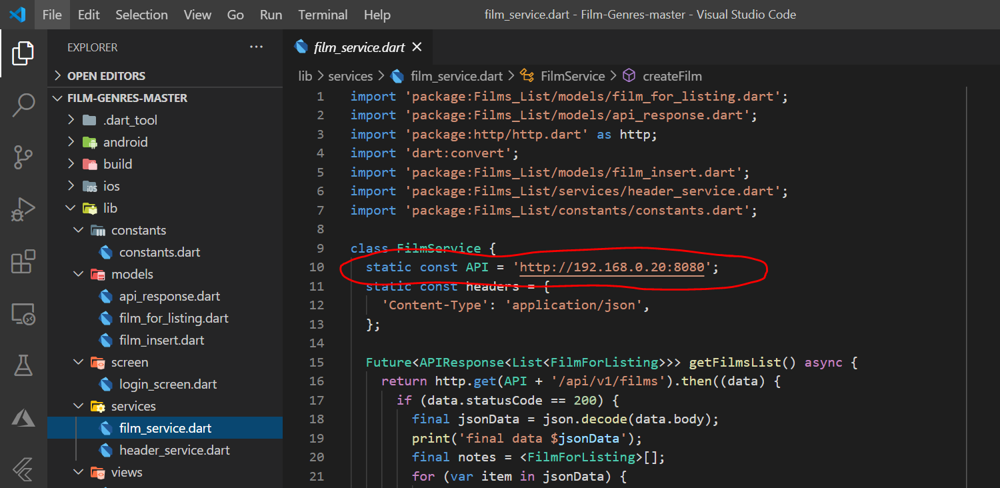 File Edit Selection View Go Run Terminal Help film_service.dart - Film-Genres-master - Visual Studio Code
EXPLORER
OPEN EDITORS
FILM-GENRES-MASTER
.dart_tool
android
build
ios
lib
constants
constants.dart
models
api_response.dart
film_for_listing.dart
film_insert.dart
screen
login_screen.dart
services
film_service.dart
header_service.dart
views
film_service.dart
lib > services > film_service.dart > FilmService > createFilm
1 import 'package:Films_List/models/film_for_listing.dart';
2 import 'package:Films_List/models/api_response.dart';
3 import 'package:http/http.dart' as http;
4 import 'dart:convert';
5 import 'package:Films_List/models/film_insert.dart';
6 import 'package:Films_List/services/header_service.dart';
7 import 'package:Films_List/constants/constants.dart';
8
9 class FilmService {
10 static const API = 'http://192.168.0.20:8080';
11 static const headers = {
12 'Content-Type': 'application/json',
13 };
14
15 Future<APIResponse<List<FilmForListing>>> getFilmsList() async {
16 return http.get(API + '/api/v1/films').then((data) {
17 if (data.statusCode == 200) {
18 final jsonData = json.decode(data.body);
19 print('final data $jsonData');
20 final notes = <FilmForListing>[];
21 for (var item in jsonData) {